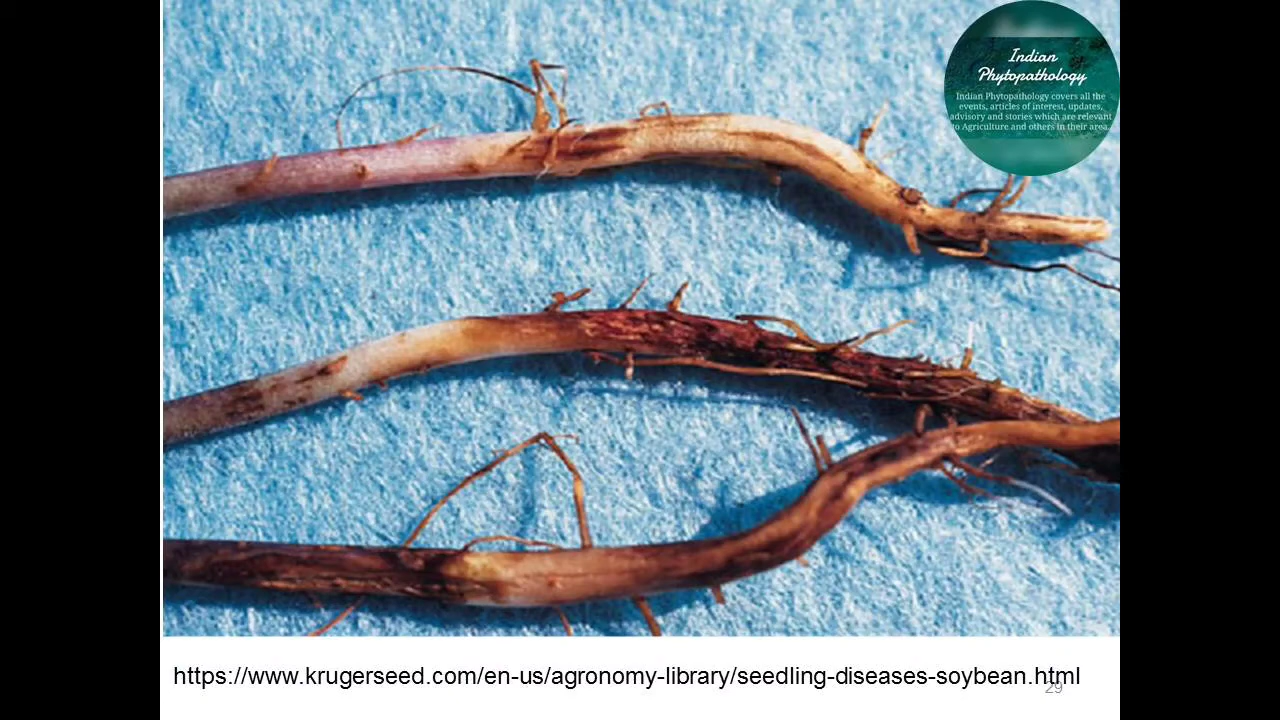 Indian
Phytopathology
Indian Phytopathology covers all the
events, articles of interest, updates,
advisory and stories which are relevant
to Agriculture and others in their area.
https://www.krugerseed.com/en-us/agronomy-library/seedling-diseases-soybean.html
29